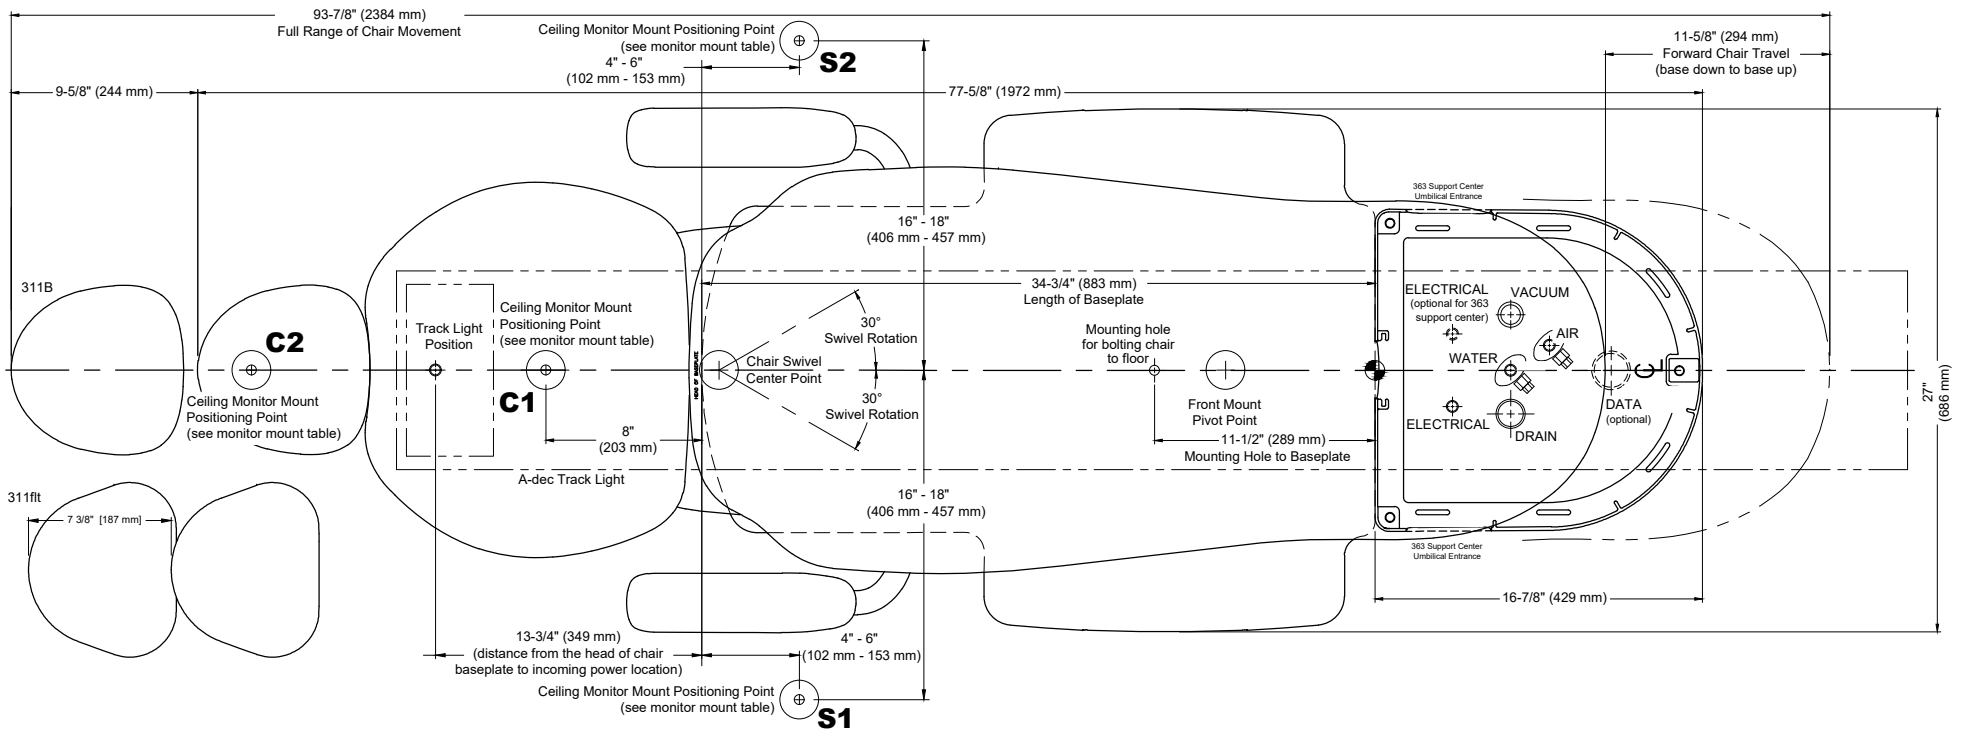 93-7/8" (2384 mm)
Full Range of Chair Movement
Ceiling Monitor Mount Positioning Point
(see monitor mount table)
S2
4" - 6"
(102 mm - 153 mm)
11-5/8" (294 mm)
Forward Chair Travel
(base down to base up)
9-5/8" (244 mm)
77-5/8" (1972 mm)
363 Support Center
Umbilical Entrance
16" - 18"
(406 mm - 457 mm)
311B
34-3/4" (883 mm)
Length of Baseplate
ELECTRICAL
(optional for 363
support center)
VACUUM
Ceiling Monitor Mount
Positioning Point
(see monitor mount table)
Track Light
Position
30°
Swivel Rotation
Mounting hole
for bolting chair
to floor
AIR
C2
HEAD OF BASEPLATE
Chair Swivel
Center Point
WATER
CL
27"
(686 mm)
Ceiling Monitor Mount
Positioning Point
(see monitor mount table)
C1
30°
Swivel Rotation
Front Mount
Pivot Point
ELECTRICAL
DRAIN
DATA
(optional)
8"
(203 mm)
11-1/2" (289 mm)
Mounting Hole to Baseplate
A-dec Track Light
311flt
7 3/8" [187 mm]
16" - 18"
(406 mm - 457 mm)
363 Support Center
Umbilical Entrance
16-7/8" (429 mm)
13-3/4" (349 mm)
(distance from the head of chair
baseplate to incoming power location)
4" - 6"
(102 mm - 153 mm)
Ceiling Monitor Mount Positioning Point
(see monitor mount table)
S1